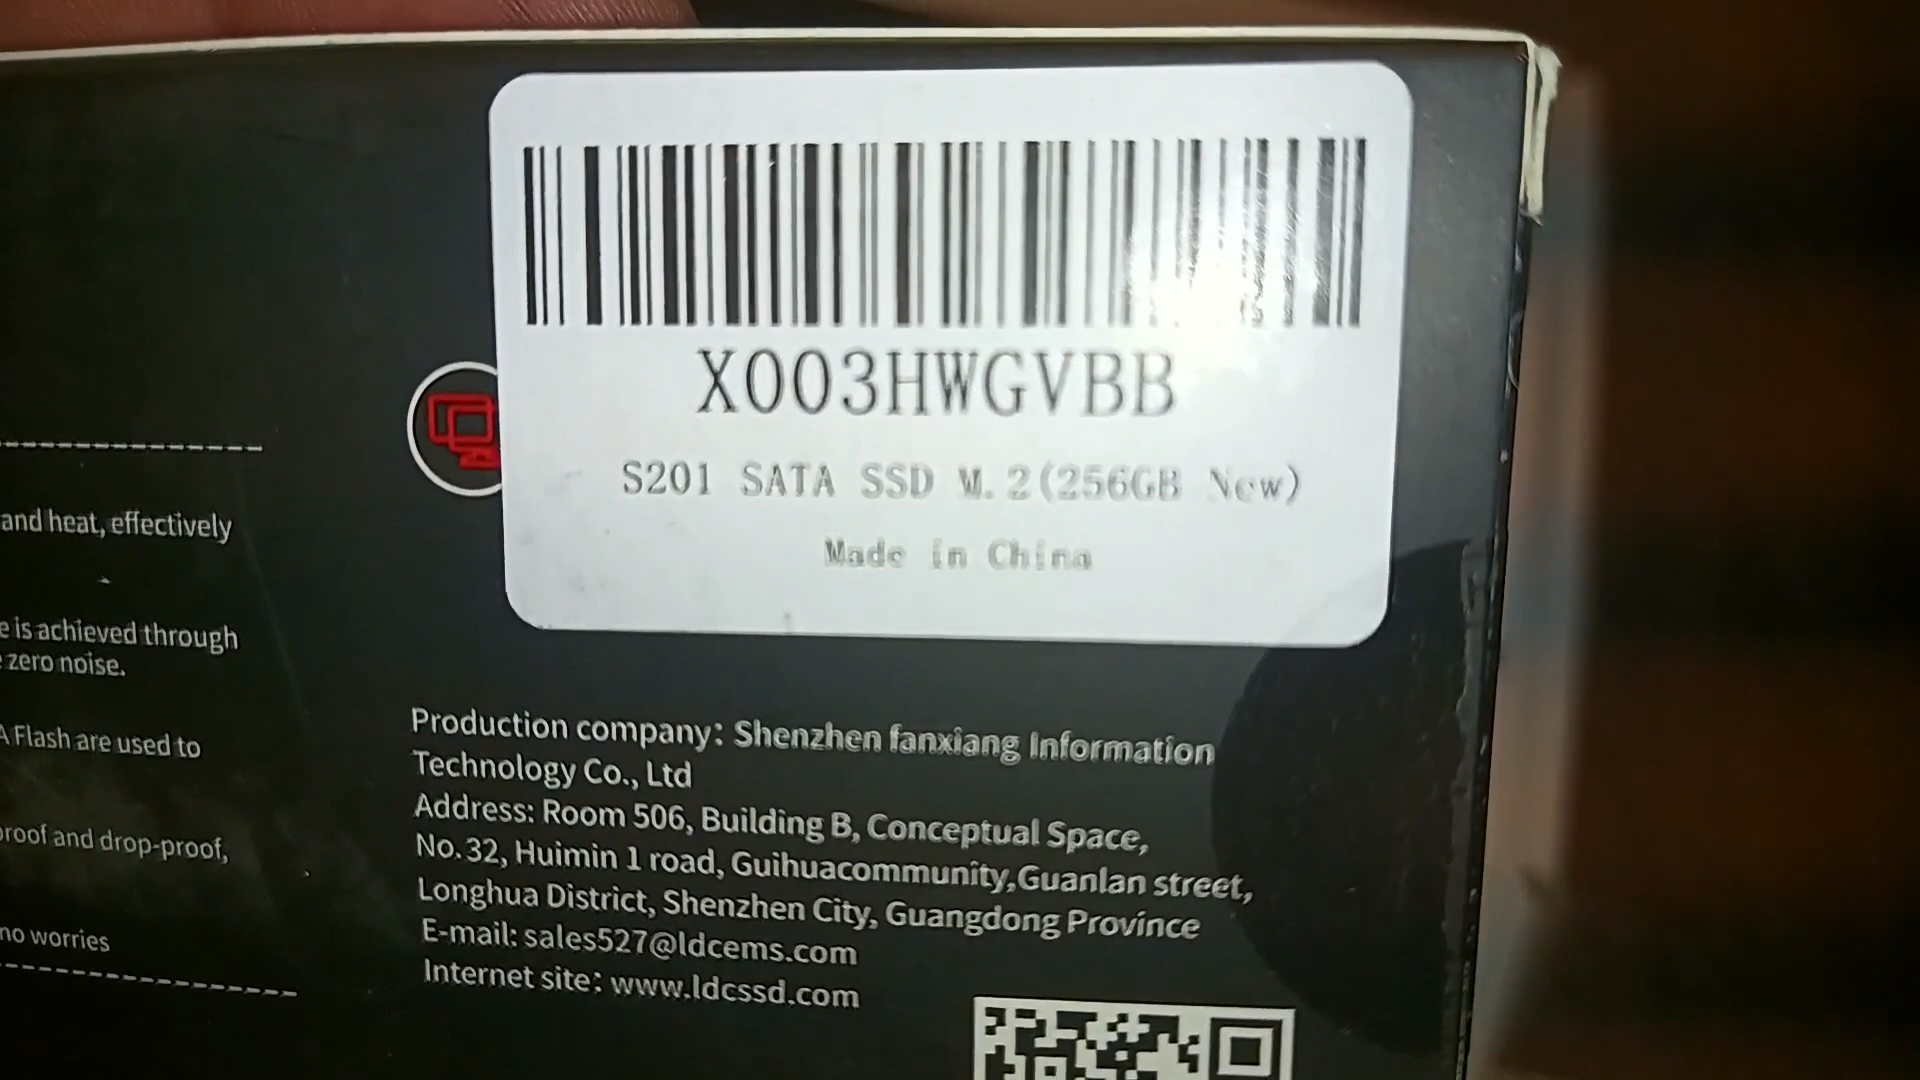 X003HWGVBB
S201 SATA SSD M.2(256GB New)
Made in China
and heat, effectively
is achieved through
zero noise.
Flash are used to
and drop-proof,
no worries
Production company: Shenzhen fanxiang Information
Technology Co., Ltd
Address: Room 506, Building B, Conceptual Space,
No.32, Huimin 1 road, Guihuacommunity,Guanlan street,
Longhua District, Shenzhen City, Guangdong Province
E-mail: sales527@ldcems.com
Internet site: www.ldcssd.com